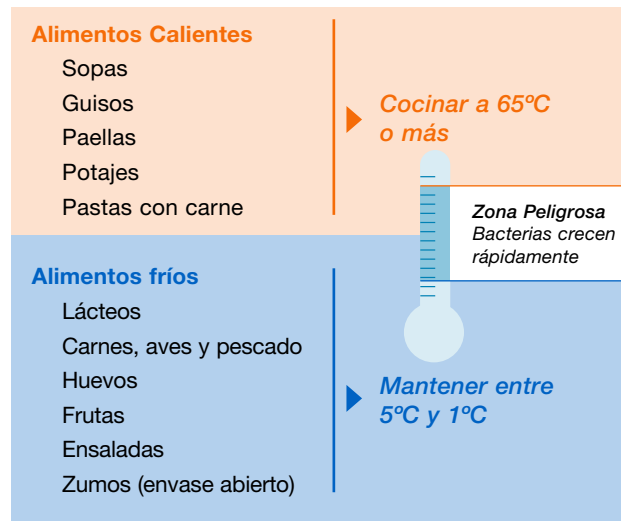 Alimentos Calientes
Sopas
Guisos
Paellas
Potajes
Pastas con carne
Cocinar a 65ºC
o más
Zona Peligrosa
Bacterias crecen
rápidamente
Alimentos fríos
Lácteos
Carnes, aves y pescado
Huevos
Frutas
Ensaladas
Zumos (envase abierto)
Mantener entre
5ºC y 1ºC